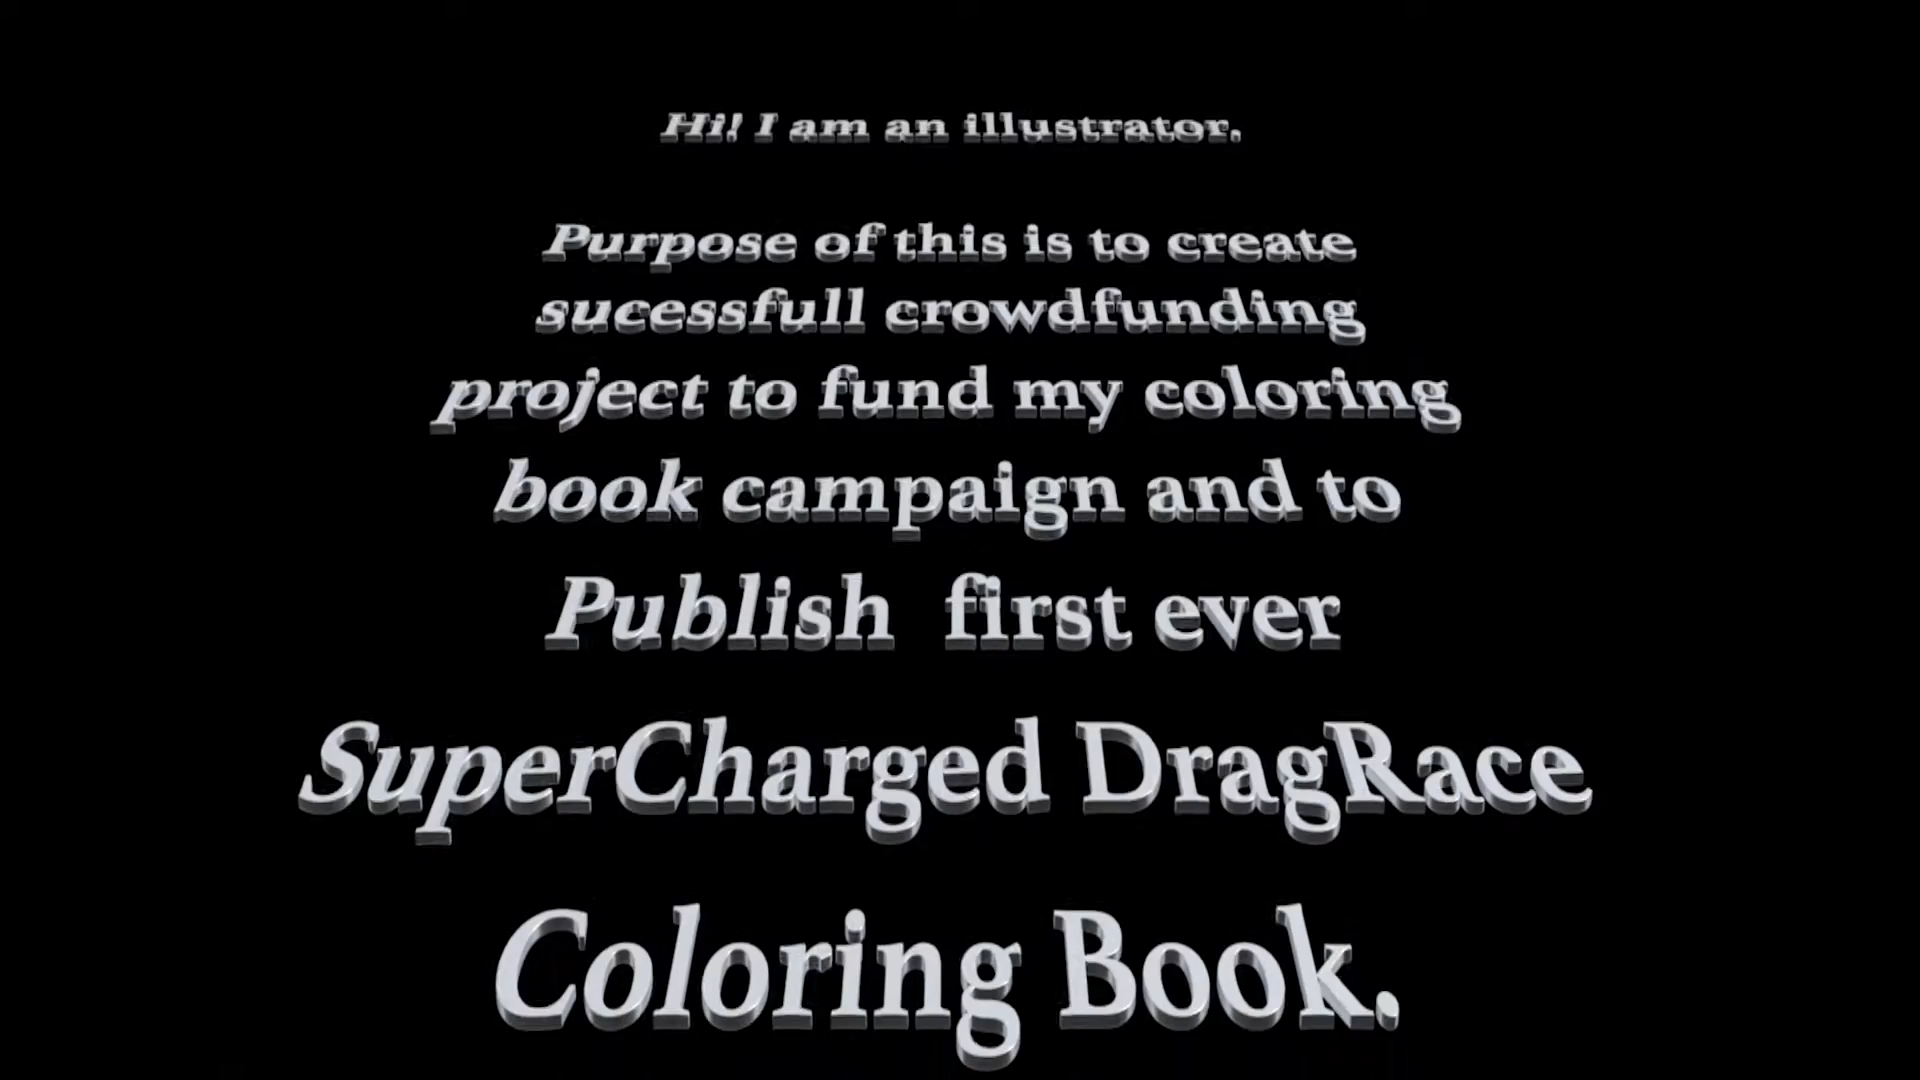 Hi! I am an illustrator.
Purpose of this is to create
sucessfull crowdfunding
project to fund my coloring
book campaign and to
Publish first ever
SuperCharged DragRace
Coloring Book.